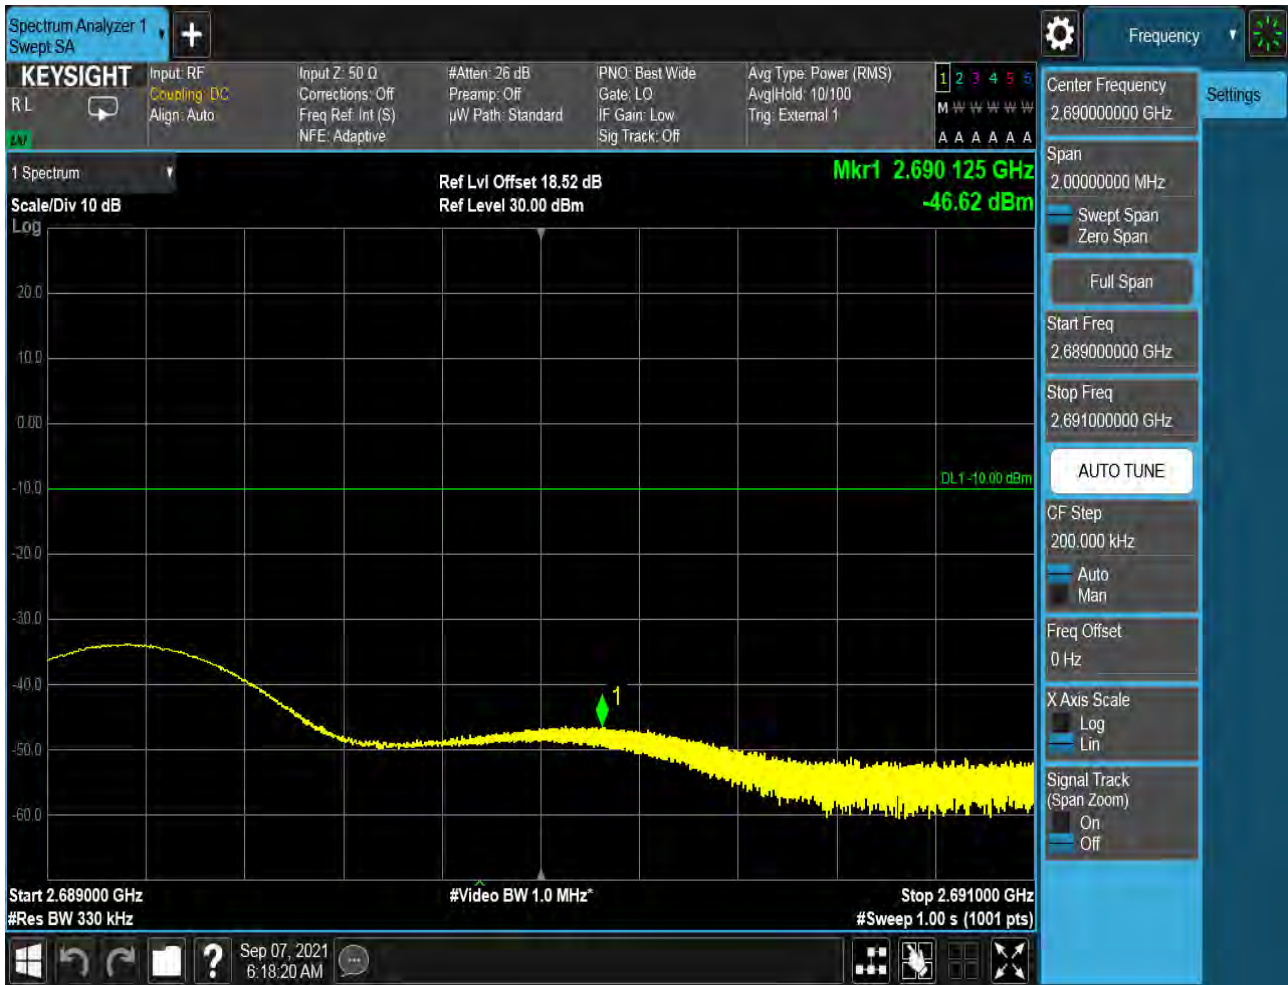 Spectrum Analyzer 1
Swept SA
+
Frequency
KEYSIGHT
R L
Input: RF
Coupling: DC
Align: Auto
Input Z: 50 Ω
Corrections: Off
Freq Ref: Int (S)
NFE: Adaptive
#Atten: 26 dB
Preamp: Off
µW Path: Standard
PNO: Best Wide
Gate: LO
IF Gain: Low
Sig Track: Off
Avg Type: Power (RMS)
Avg|Hold: 10/100
Trig: External 1
1 2 3 4 5 6
M W W W W W
A A A A A A
1 Spectrum
Scale/Div 10 dB
Ref Lvl Offset 18.52 dB
Ref Level 30.00 dBm
Mkr1 2.690 125 GHz
-46.62 dBm
Log
20.0
10.0
0.00
-10.0
-20.0
-30.0
-40.0
-50.0
-60.0
DL1 -10.00 dBm
1
Start 2.689000 GHz
#Res BW 330 kHz
#Video BW 1.0 MHz*
Stop 2.691000 GHz
#Sweep 1.00 s (1001 pts)
Center Frequency
2.690000000 GHz
Settings
Span
2.00000000 MHz
Swept Span
Zero Span
Full Span
Start Freq
2.689000000 GHz
Stop Freq
2.691000000 GHz
AUTO TUNE
CF Step
200.000 kHz
Auto
Man
Freq Offset
0 Hz
X Axis Scale
Log
Lin
Signal Track
(Span Zoom)
On
Off
?
Sep 07, 2021
6:18:20 AM